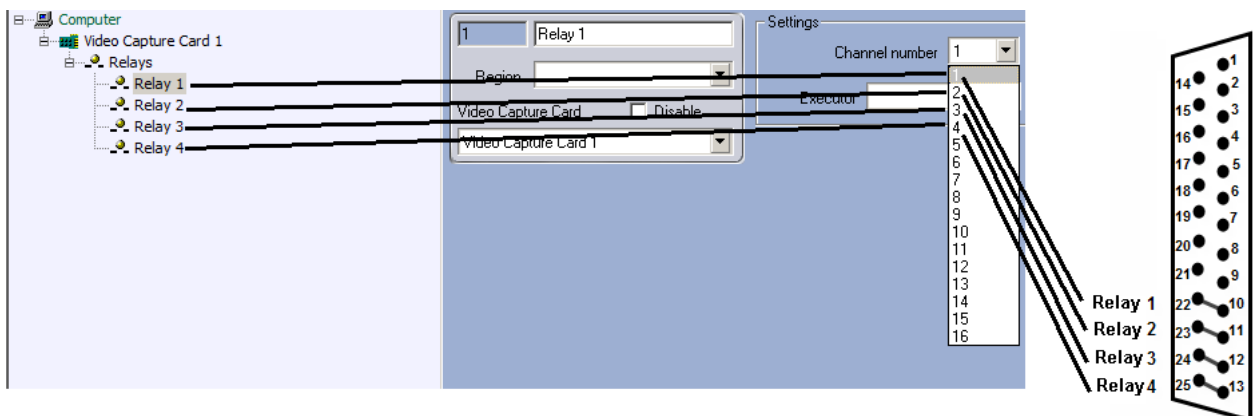 Computer
Video Capture Card 1
Relays
Relay 1
Relay 2
Relay 3
Relay 4
1 Relay 1
Region
Video Capture Card Disable
Video Capture Card 1
Settings
Channel number 1
Executor
1
2
3
4
5
6
7
8
9
10
11
12
13
14
15
16
Relay 1
Relay 2
Relay 3
Relay 4
1
14 2
15 3
16 4
17 5
18 6
19 7
20 8
21 9
22 10
23 11
24 12
25 13